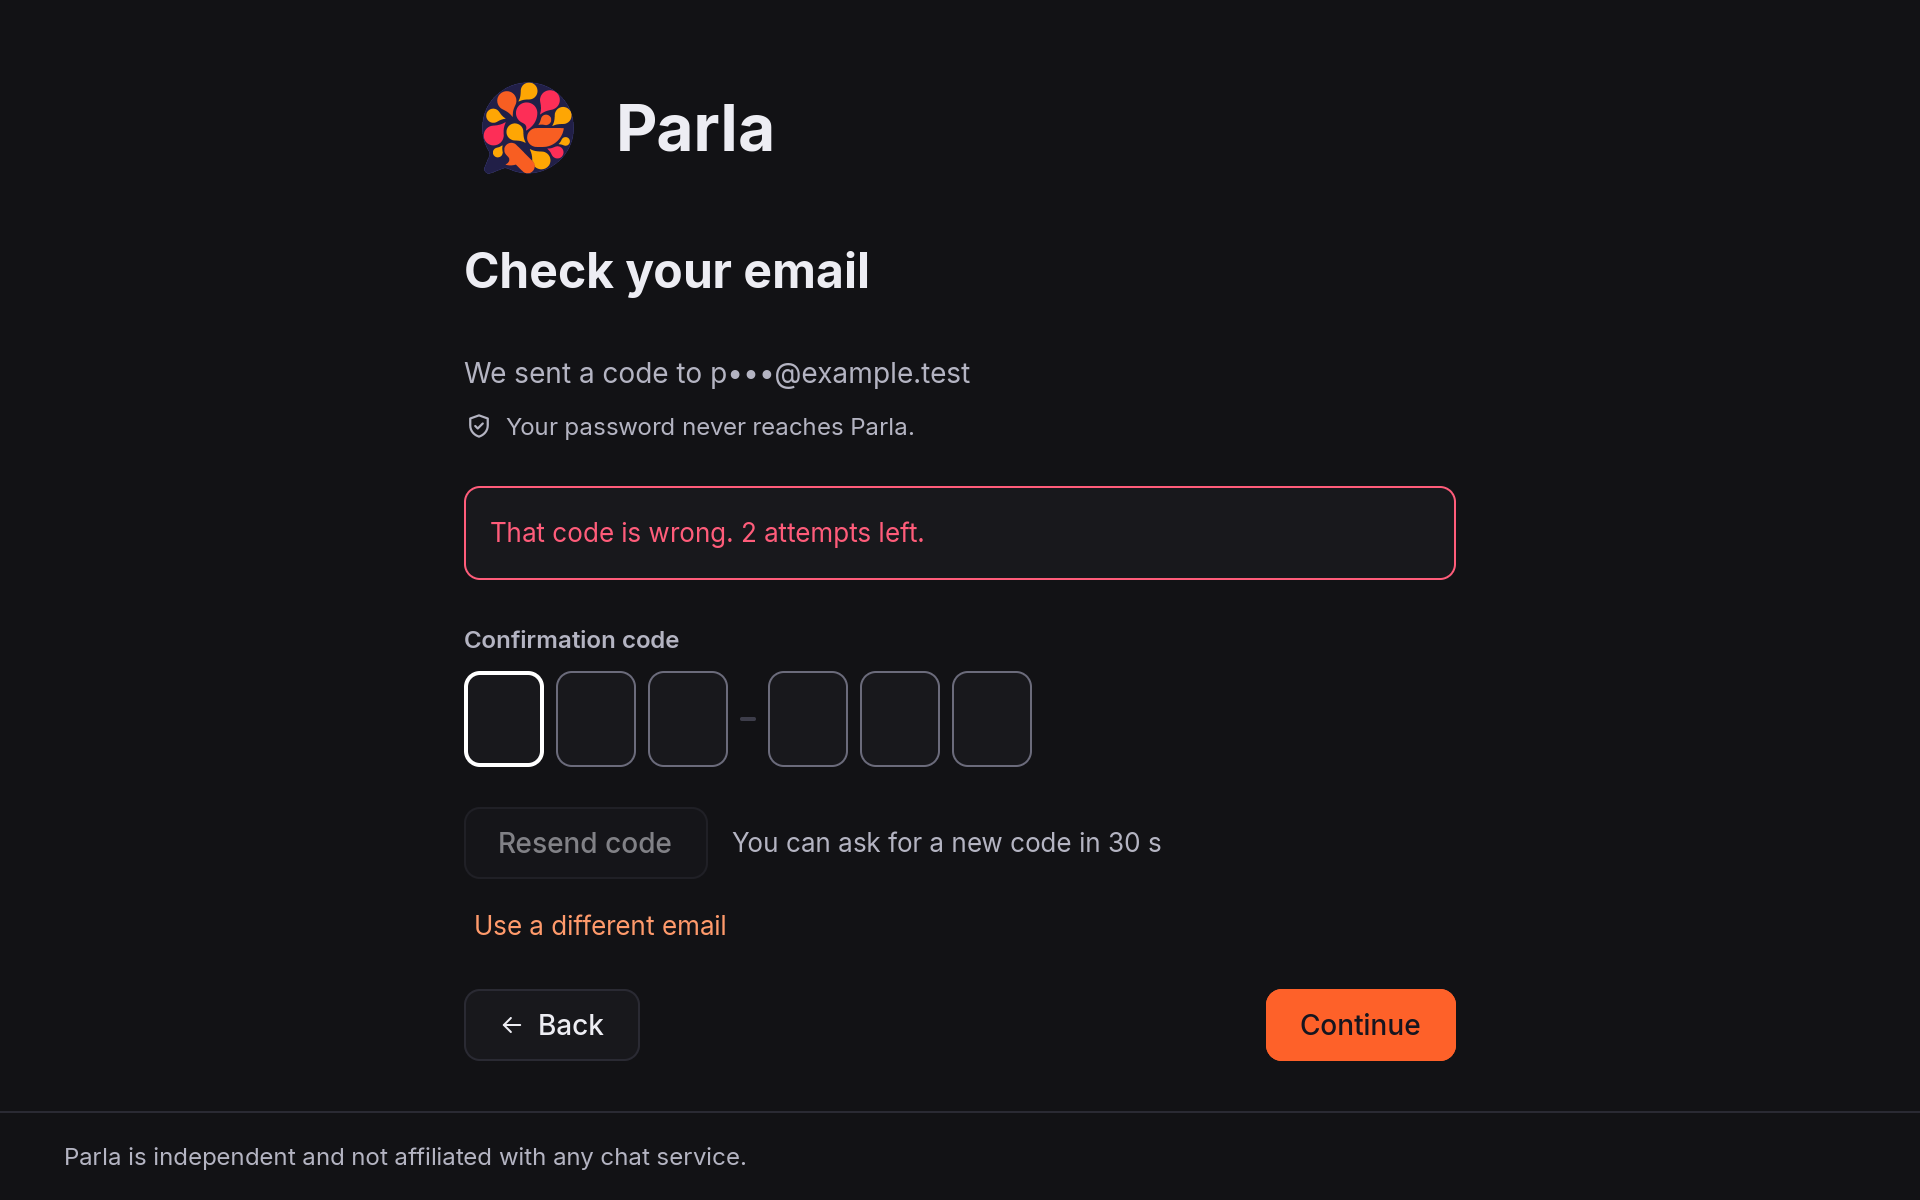 Parla
Check your email
We sent a code to p•••@example.test
Your password never reaches Parla.
That code is wrong. 2 attempts left.
Confirmation code
Resend code
You can ask for a new code in 30 s
Use a different email
Back
Continue
Parla is independent and not affiliated with any chat service.